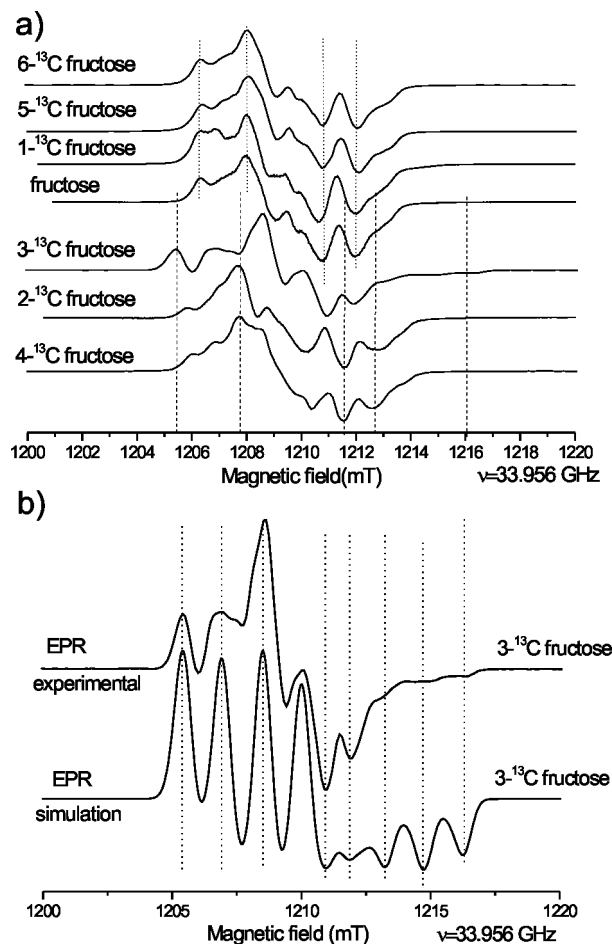 a)
6-¹³C fructose
5-¹³C fructose
1-¹³C fructose
fructose
3-¹³C fructose
2-¹³C fructose
4-¹³C fructose
1200 1202 1204 1206 1208 1210 1212 1214 1216 1218 1220
Magnetic field(mT) ν=33.956 GHz
b)
EPR 3-¹³C fructose
experimental
EPR 3-¹³C fructose
simulation
1200 1205 1210 1215 1220
Magnetic field (mT) ν=33.956 GHz